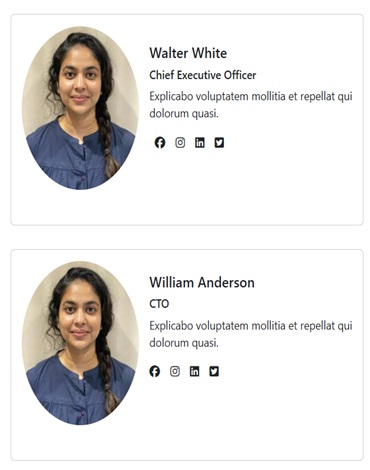 Walter White
Chief Executive Officer
Explicabo voluptatem mollitia et repellat qui
dolorum quasi.
William Anderson
CTO
Explicabo voluptatem mollitia et repellat qui
dolorum quasi.